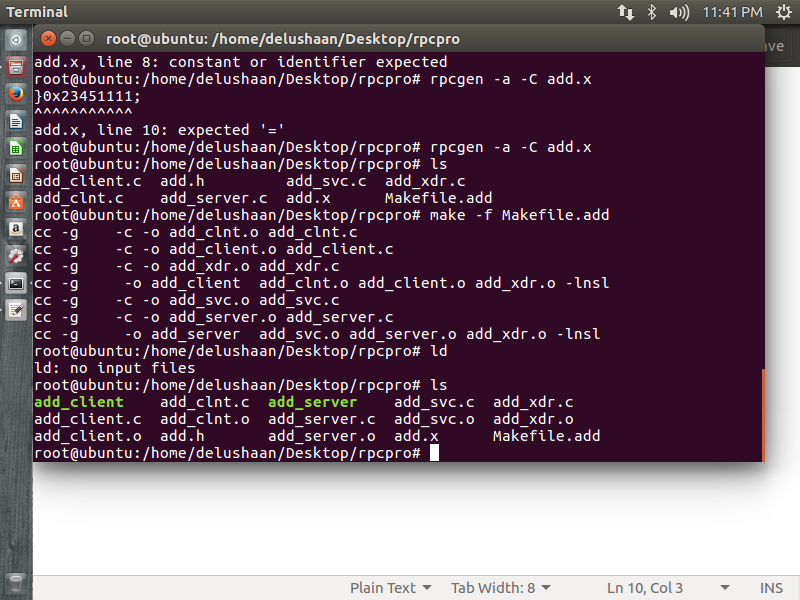 Terminal
11:41 PM
root@ubuntu: /home/delushaan/Desktop/rpcpro
add.x, line 8: constant or identifier expected
root@ubuntu:/home/delushaan/Desktop/rpcpro# rpcgen -a -C add.x
}0x23451111;
^^^^^^^^^^^
add.x, line 10: expected '='
root@ubuntu:/home/delushaan/Desktop/rpcpro# rpcgen -a -C add.x
root@ubuntu:/home/delushaan/Desktop/rpcpro# ls
add_client.c  add.h         add_svc.c  add_xdr.c
add_clnt.c    add_server.c  add.x      Makefile.add
root@ubuntu:/home/delushaan/Desktop/rpcpro# make -f Makefile.add
cc -g    -c -o add_clnt.o add_clnt.c
cc -g    -c -o add_client.o add_client.c
cc -g    -c -o add_xdr.o add_xdr.c
cc -g     -o add_client  add_clnt.o add_client.o add_xdr.o -lnsl
cc -g    -c -o add_svc.o add_svc.c
cc -g    -c -o add_server.o add_server.c
cc -g     -o add_server  add_svc.o add_server.o add_xdr.o -lnsl
root@ubuntu:/home/delushaan/Desktop/rpcpro# ld
ld: no input files
root@ubuntu:/home/delushaan/Desktop/rpcpro# ls
add_client    add_clnt.c  add_server    add_svc.c  add_xdr.c
add_client.c  add_clnt.o  add_server.c  add_svc.o  add_xdr.o
add_client.o  add.h       add_server.o  add.x      Makefile.add
root@ubuntu:/home/delushaan/Desktop/rpcpro#
Plain Text  Tab Width: 8  Ln 10, Col 3  INS